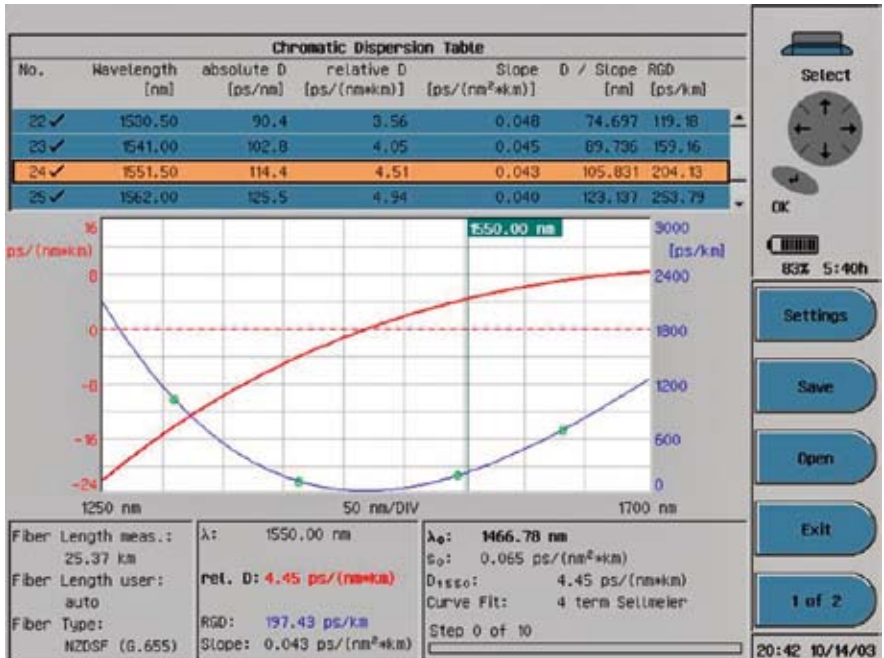 Chromatic Dispersion Table
No. Wavelength absolute D relative D Slope D / Slope RGD
[nm] [ps/nm] [ps/(nm*km)] [ps/(nm²*km)] [nm] [ps/km]
22✓ 1530.50 90.4 3.56 0.048 74.697 119.18
23✓ 1541.00 102.8 4.05 0.045 89.736 159.16
24✓ 1551.50 114.4 4.51 0.043 105.831 204.13
25✓ 1562.00 125.5 4.94 0.040 123.137 253.79
16 1550.00 nm 3000
ps/(nm*km) [ps/km]
8 2400
0 1800
-8 1200
-16 600
-24 0
1250 nm 50 nm/DIV 1700 nm
Fiber Length meas.:
25.37 km
Fiber Length user:
auto
Fiber Type:
NZDSF (G.655)
λ: 1550.00 nm
rel. D: 4.45 ps/(nm*km)
RGD: 197.43 ps/km
Slope: 0.043 ps/(nm²*km)
λ₀: 1466.78 nm
S₀: 0.065 ps/(nm²*km)
D₁₅₅₀: 4.45 ps/(nm*km)
Curve Fit: 4 term Sellmeier
Step 0 of 10
Select
OK
83% 5:40h
Settings
Save
Open
Exit
1 of 2
20:42 10/14/03